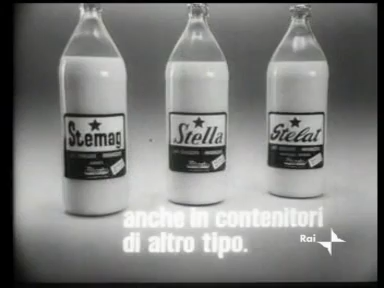 Stemag
Stella
Stelat
anche in contenitori
di altro tipo.
Rai